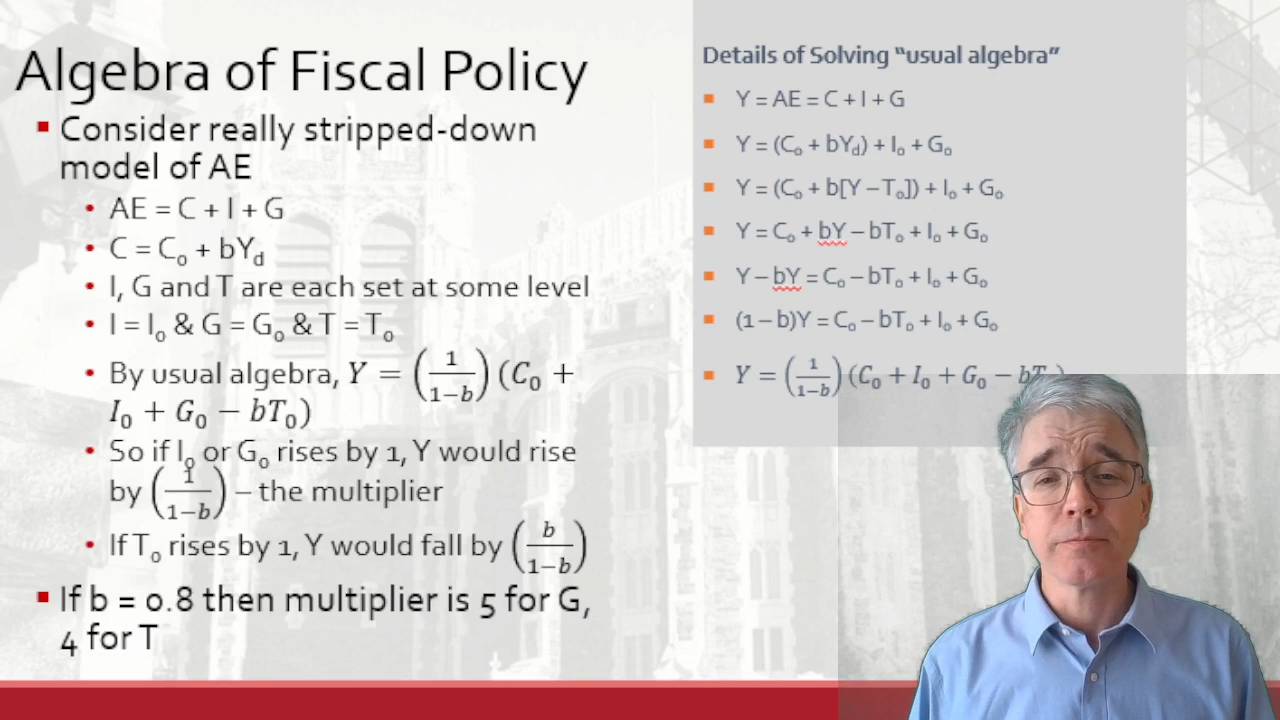 Algebra of Fiscal Policy
▪ Consider really stripped-down
model of AE
• AE = C + I + G
• C = C₀ + bY_d
• I, G and T are each set at some level
• I = I₀ & G = G₀ & T = T₀
• By usual algebra, Y = (1/(1−b)) (C₀ +
I₀ + G₀ − bT₀)
• So if I₀ or G₀ rises by 1, Y would rise
by (1/(1−b)) – the multiplier
• If T₀ rises by 1, Y would fall by (b/(1−b))
▪ If b = 0.8 then multiplier is 5 for G,
4 for T
Details of Solving “usual algebra”
▪ Y = AE = C + I + G
▪ Y = (C₀ + bY_d) + I₀ + G₀
▪ Y = (C₀ + b[Y – T₀]) + I₀ + G₀
▪ Y = C₀ + bY – bT₀ + I₀ + G₀
▪ Y – bY = C₀ – bT₀ + I₀ + G₀
▪ (1 – b)Y = C₀ – bT₀ + I₀ + G₀
▪ Y = (1/(1−b)) (C₀ + I₀ + G₀ − bT₀)